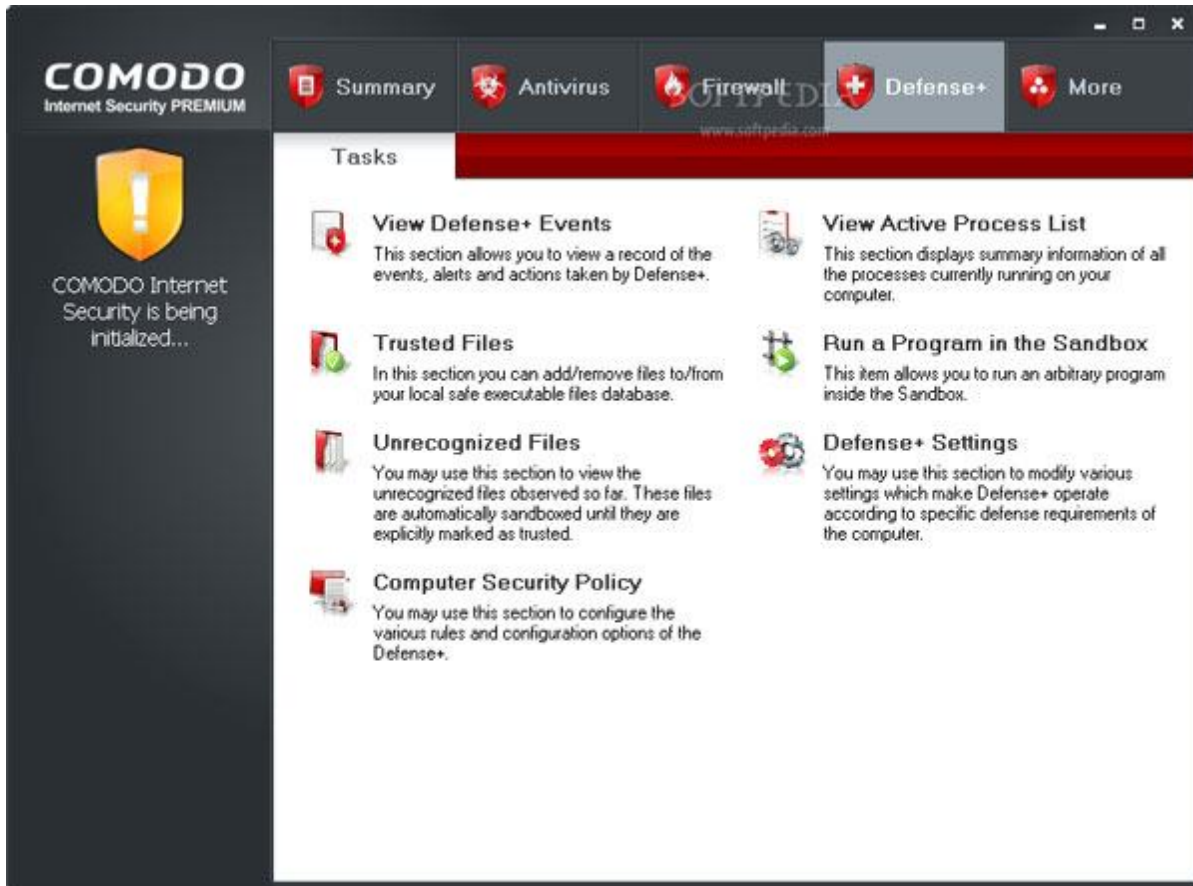 COMODO
Internet Security PREMIUM
Summary
Antivirus
Firewall
Defense+
More
SOFTPEDIA
www.softpedia.com
COMODO Internet
Security is being
initialized...
Tasks
View Defense+ Events
This section allows you to view a record of the
events, alerts and actions taken by Defense+.
Trusted Files
In this section you can add/remove files to/from
your local safe executable files database.
Unrecognized Files
You may use this section to view the
unrecognized files observed so far. These files
are automatically sandboxed until they are
explicitly marked as trusted.
Computer Security Policy
You may use this section to configure the
various rules and configuration options of the
Defense+.
View Active Process List
This section displays summary information of all
the processes currently running on your
computer.
Run a Program in the Sandbox
This item allows you to run an arbitrary program
inside the Sandbox.
Defense+ Settings
You may use this section to modify various
settings which make Defense+ operate
according to specific defense requirements of
the computer.